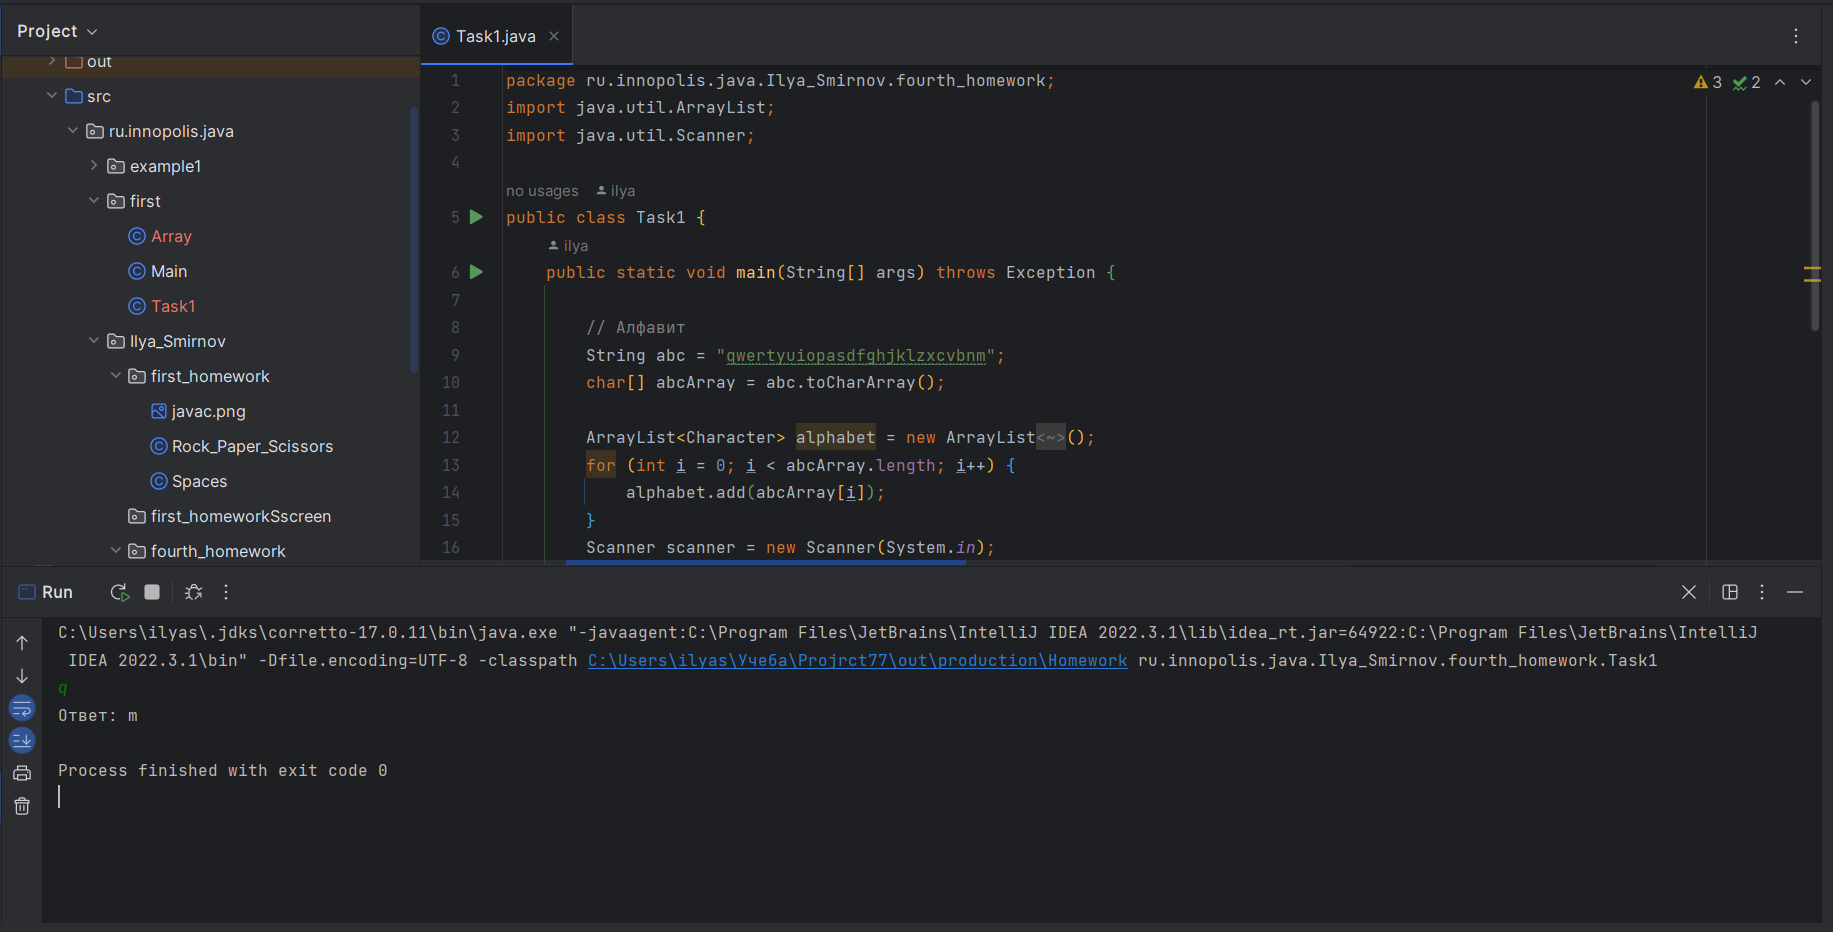 Project
out
src
ru.innopolis.java
example1
first
Array
Main
Task1
Ilya_Smirnov
first_homework
javac.png
Rock_Paper_Scissors
Spaces
first_homeworkSscreen
fourth_homework
Task1.java
3 2
1 package ru.innopolis.java.Ilya_Smirnov.fourth_homework;
2 import java.util.ArrayList;
3 import java.util.Scanner;
4
no usages ilya
5 public class Task1 {
ilya
6 public static void main(String[] args) throws Exception {
7
8 // Алфавит
9 String abc = "qwertyuiopasdfghjklzxcvbnm";
10 char[] abcArray = abc.toCharArray();
11
12 ArrayList<Character> alphabet = new ArrayList<~>();
13 for (int i = 0; i < abcArray.length; i++) {
14 alphabet.add(abcArray[i]);
15 }
16 Scanner scanner = new Scanner(System.in);
Run
C:\Users\ilyas\.jdks\corretto-17.0.11\bin\java.exe "-javaagent:C:\Program Files\JetBrains\IntelliJ IDEA 2022.3.1\lib\idea_rt.jar=64922:C:\Program Files\JetBrains\IntelliJ
IDEA 2022.3.1\bin" -Dfile.encoding=UTF-8 -classpath C:\Users\ilyas\Учеба\Projrct77\out\production\Homework ru.innopolis.java.Ilya_Smirnov.fourth_homework.Task1
q
Ответ: m
Process finished with exit code 0